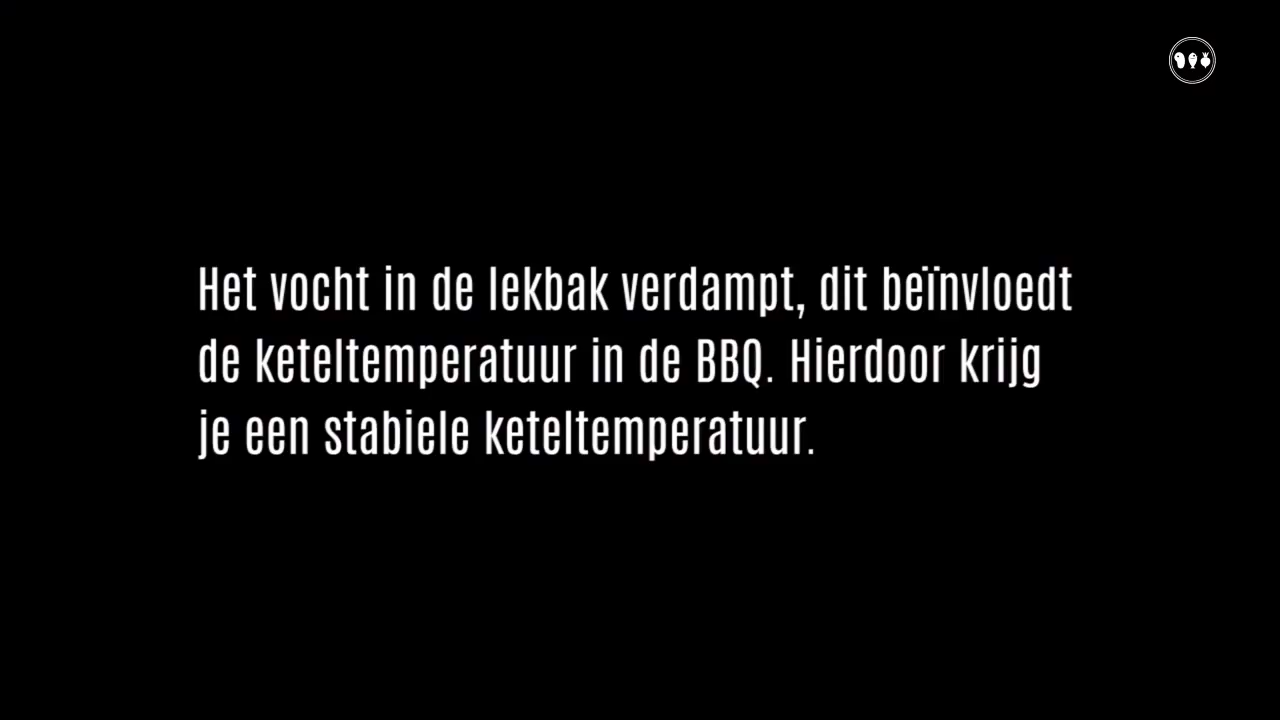 Het vocht in de lekbak verdampt, dit beïnvloedt
de keteltemperatuur in de BBQ. Hierdoor krijg
je een stabiele keteltemperatuur.